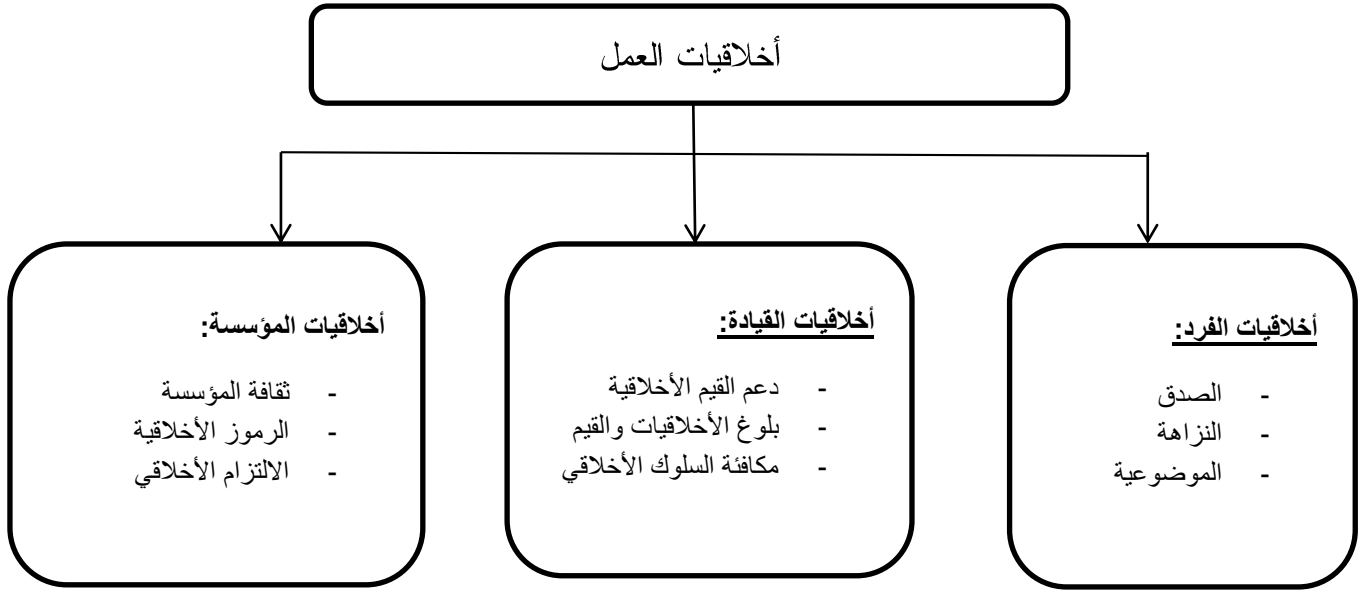 أخلاقيات العمل
أخلاقيات الفرد:
- الصدق
- النزاهة
- الموضوعية
أخلاقيات القيادة:
- دعم القيم الأخلاقية
- بلوغ الأخلاقيات والقيم
- مكافئة السلوك الأخلاقي
أخلاقيات المؤسسة:
- ثقافة المؤسسة
- الرموز الأخلاقية
- الالتزام الأخلاقي